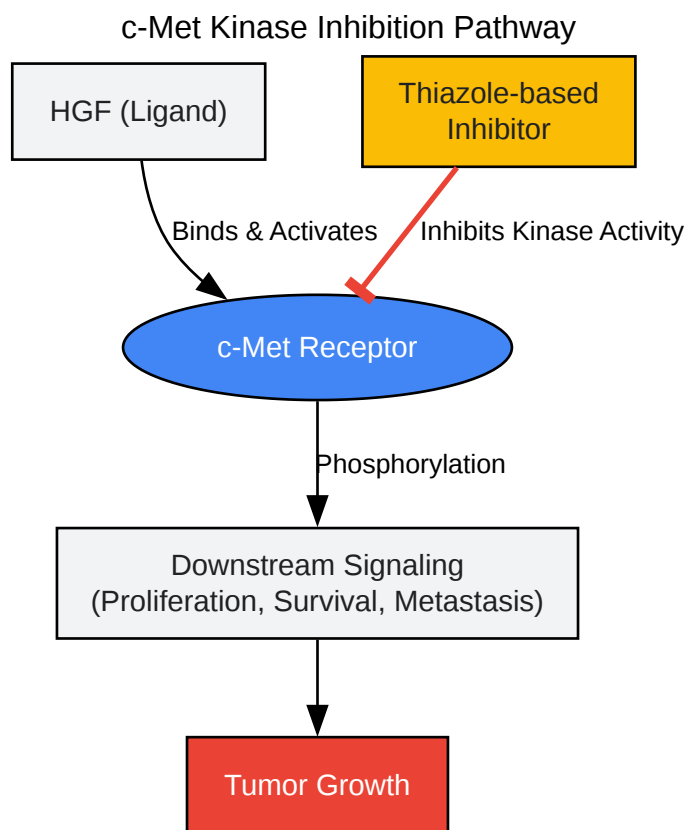 c-Met Kinase Inhibition Pathway
HGF (Ligand)
Thiazole-based
Inhibitor
Binds & Activates
Inhibits Kinase Activity
c-Met Receptor
Phosphorylation
Downstream Signaling
(Proliferation, Survival, Metastasis)
Tumor Growth